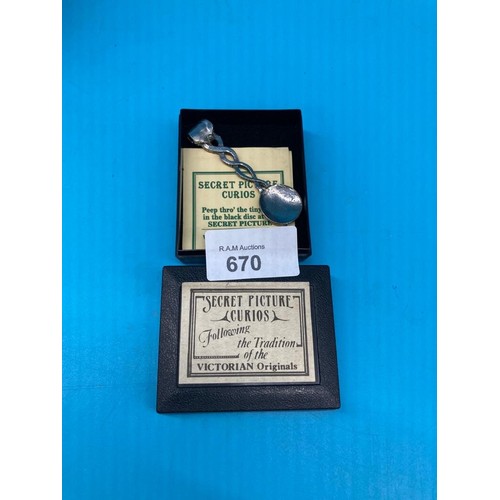 SECRET PICTURE
CURIOS
Peep thro' the tiny
in the black disc at
SECRET PICTURE
R.A.M Auctions
670
SECRET PICTURE
CURIOS
Following
the Tradition
of the
VICTORIAN Originals